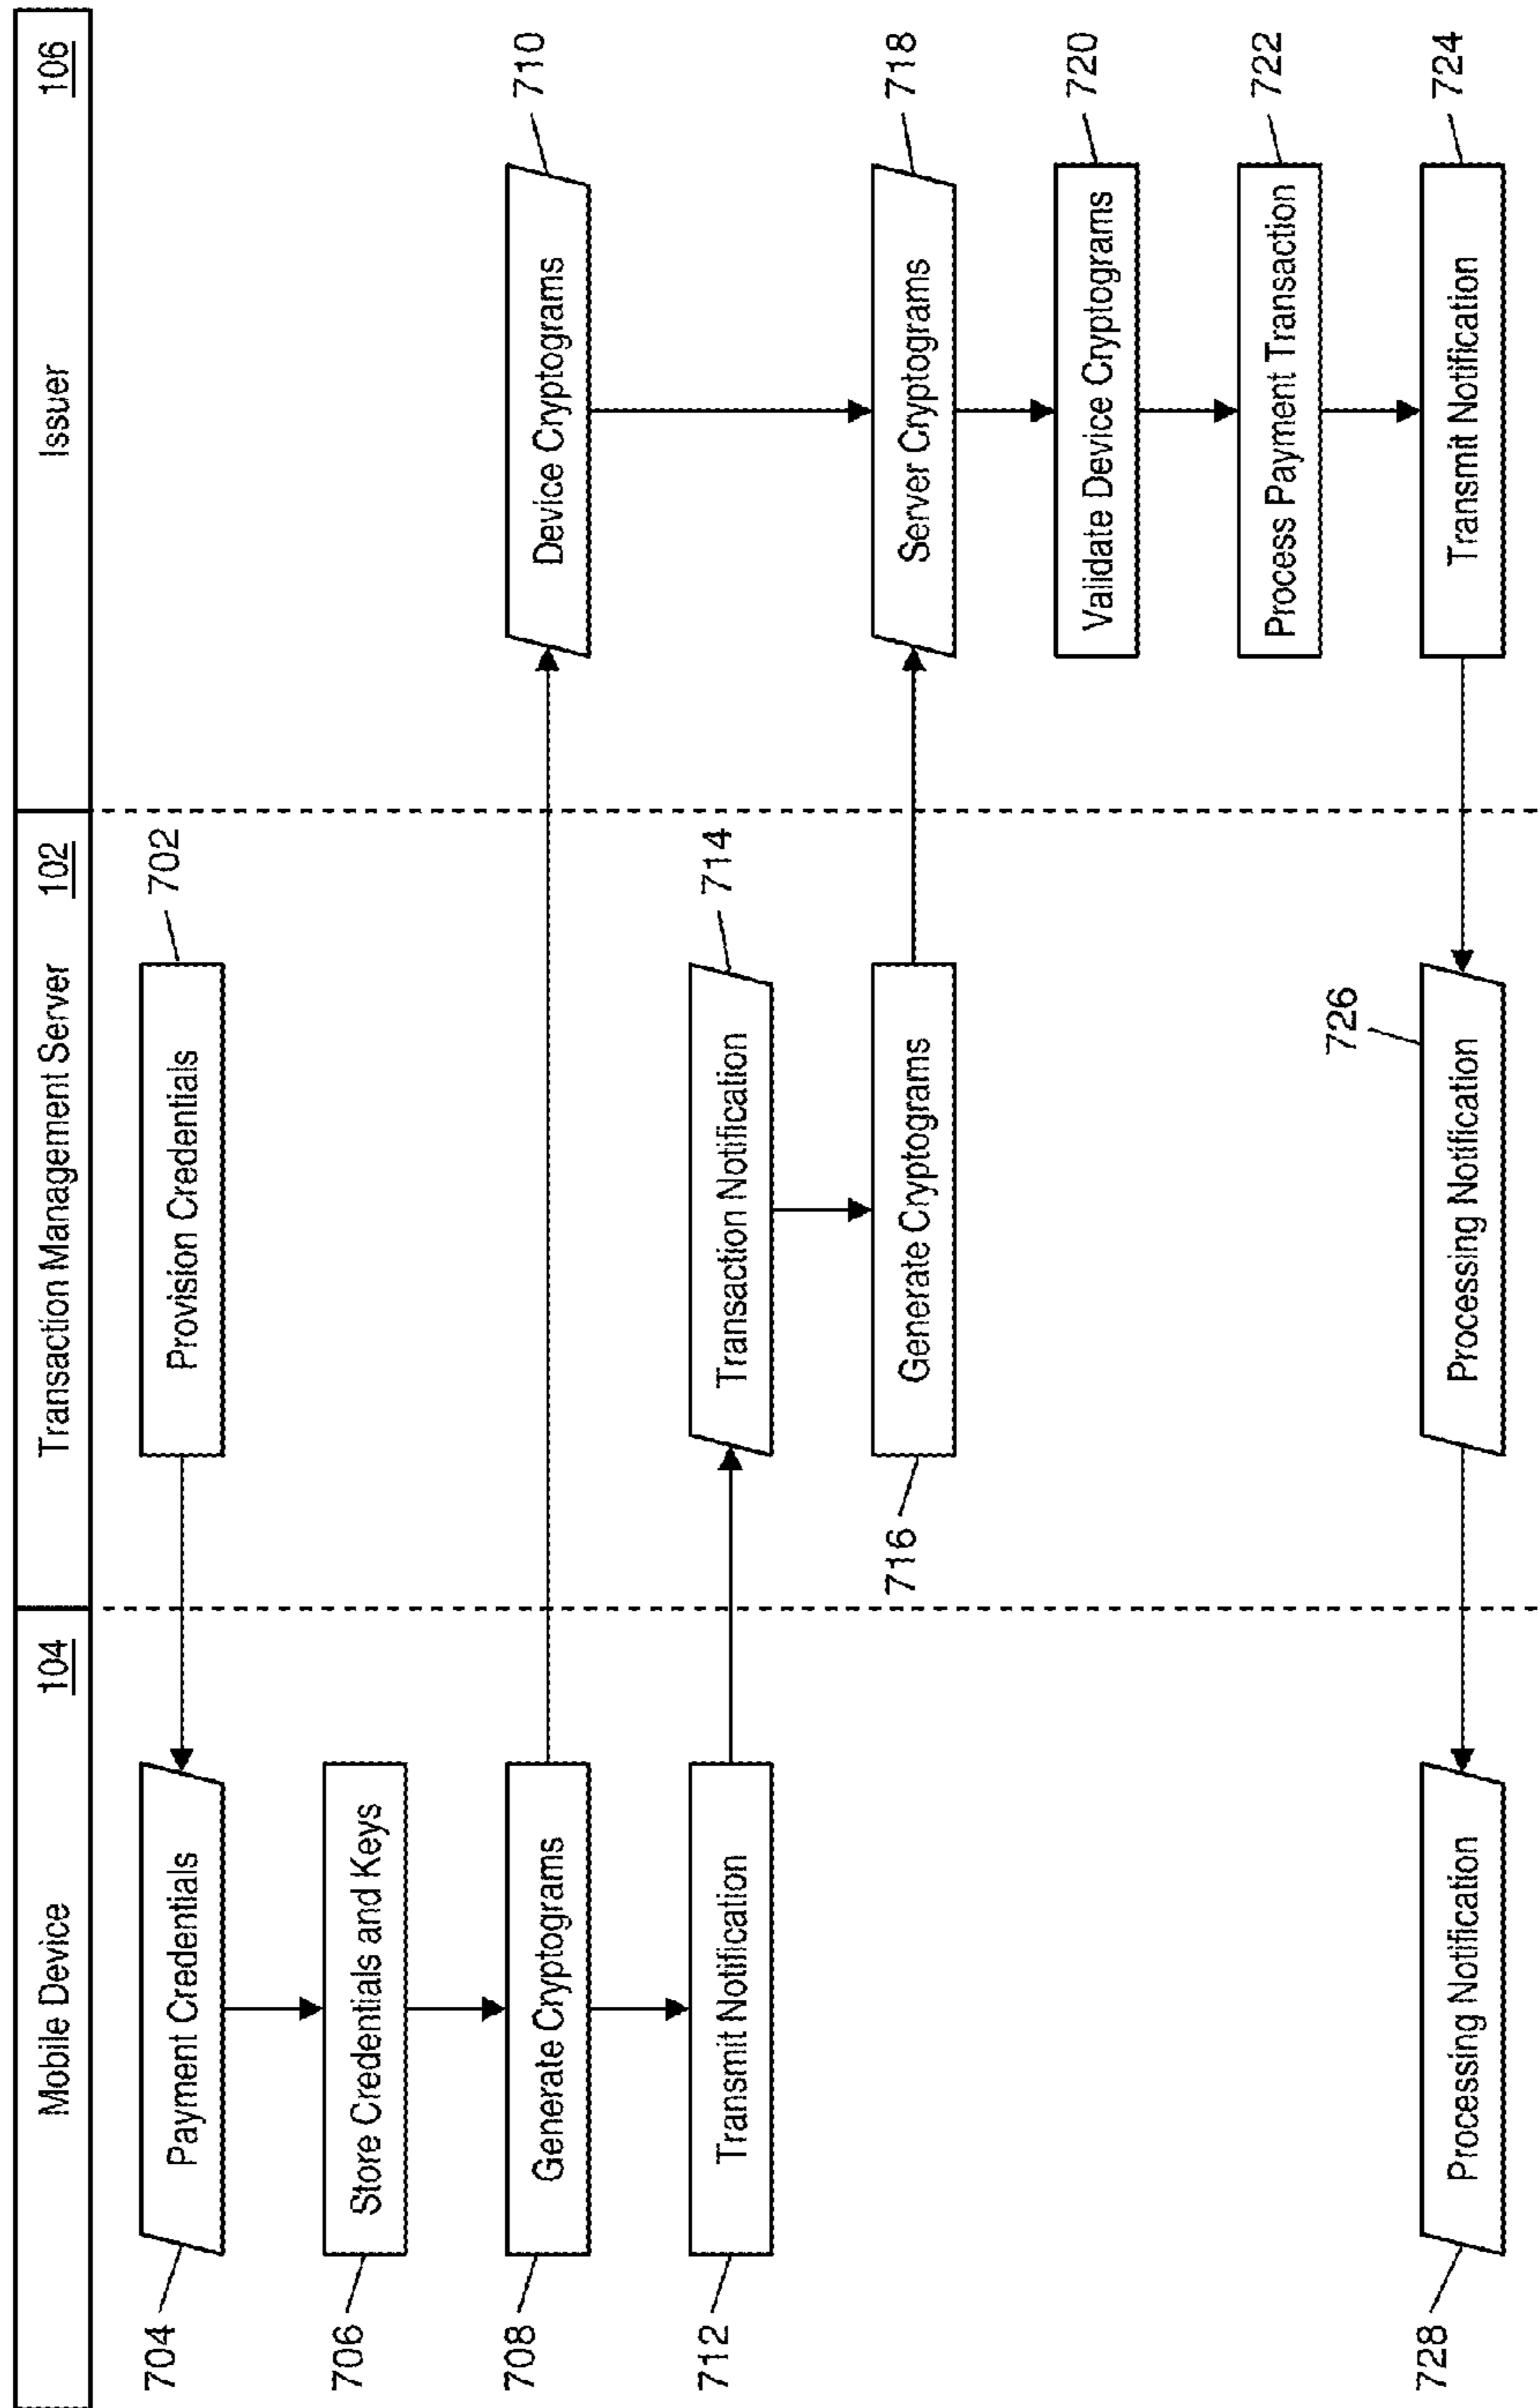 Mobile Device 104
Transaction Management Server 102
Issuer 106
Provision Credentials
702
Payment Credentials
704
Store Credentials and Keys
706
Generate Cryptograms
708
Device Cryptograms
710
Transmit Notification
712
Transaction Notification
714
Generate Cryptograms
716
Server Cryptograms
718
Validate Device Cryptograms
720
Process Payment Transaction
722
Transmit Notification
724
Processing Notification
726
Processing Notification
728